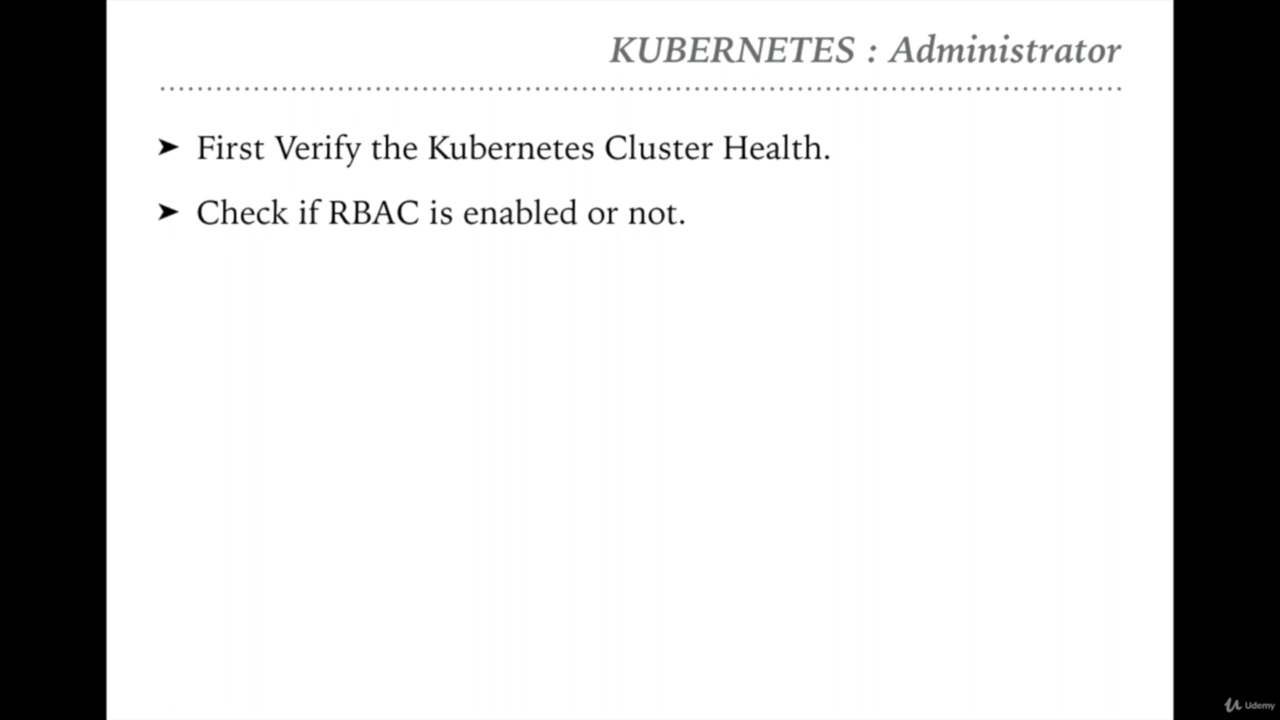 KUBERNETES : Administrator
➤ First Verify the Kubernetes Cluster Health.
➤ Check if RBAC is enabled or not.
Udemy